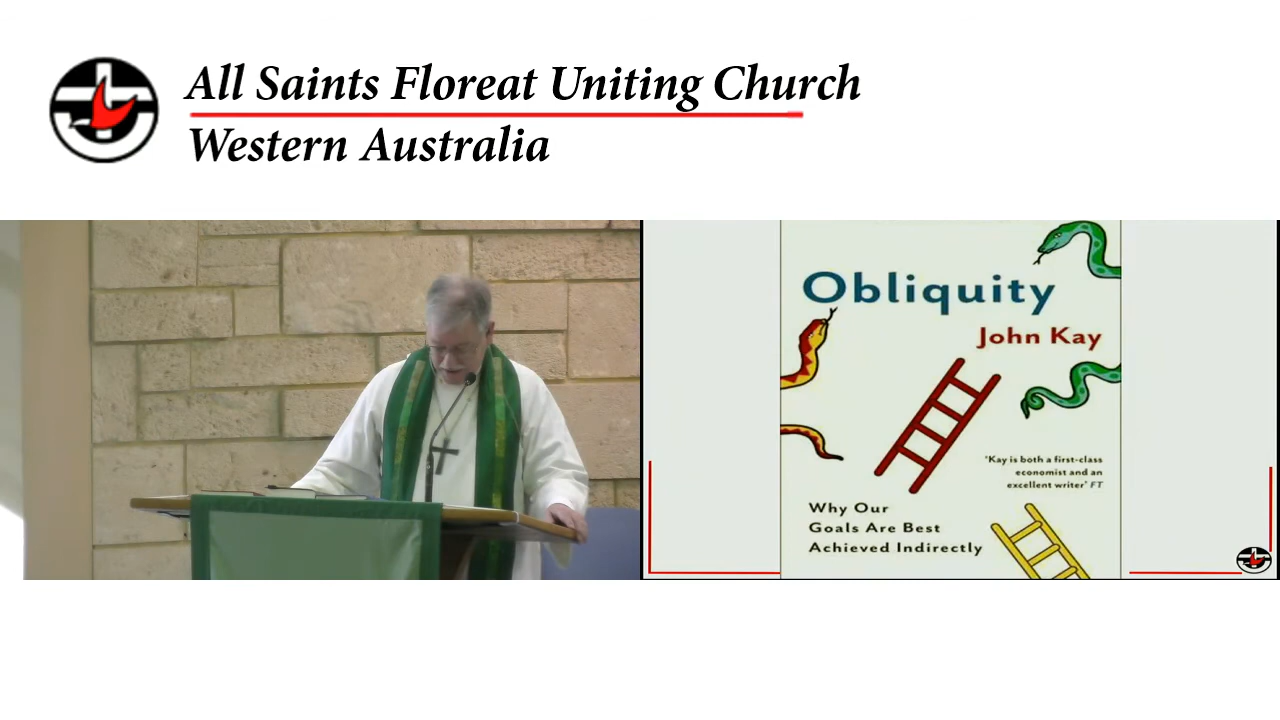 All Saints Floreat Uniting Church
Western Australia
Obliquity
John Kay
'Kay is both a first-class
economist and an
excellent writer' FT
Why Our
Goals Are Best
Achieved Indirectly